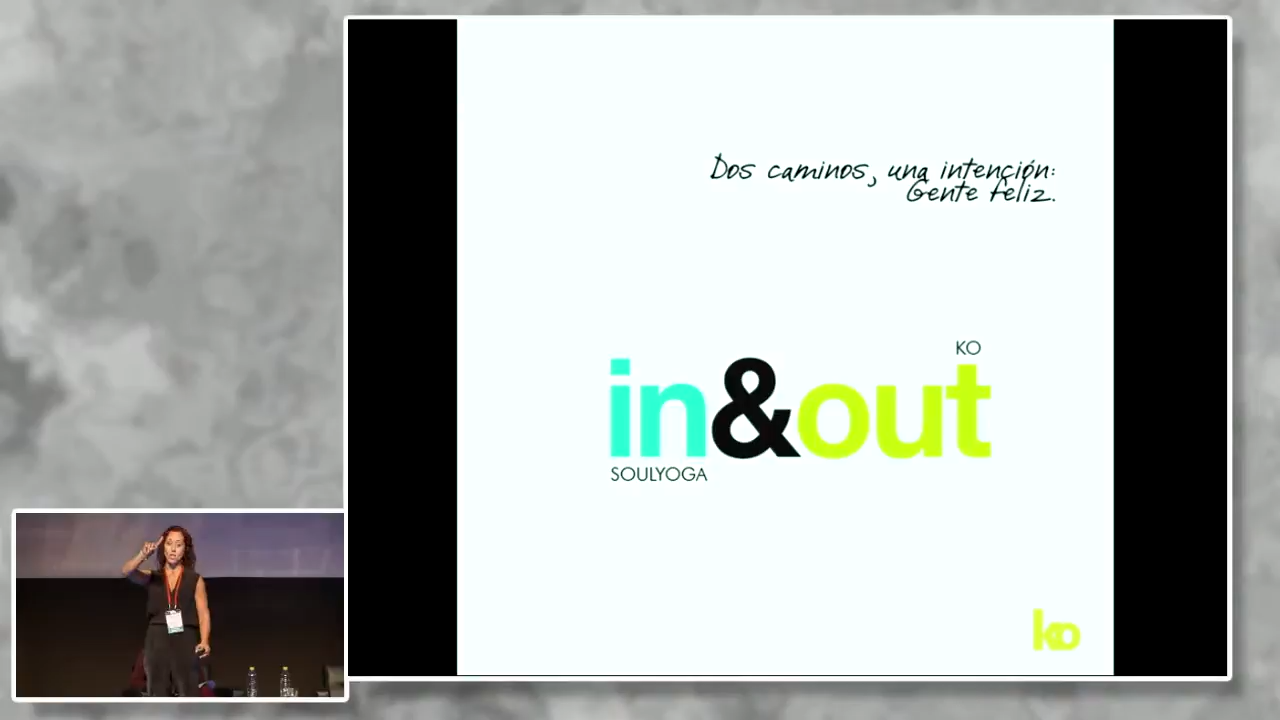 Dos caminos, una intención:
Gente feliz.
KO
in&out
SOULYOGA
ko